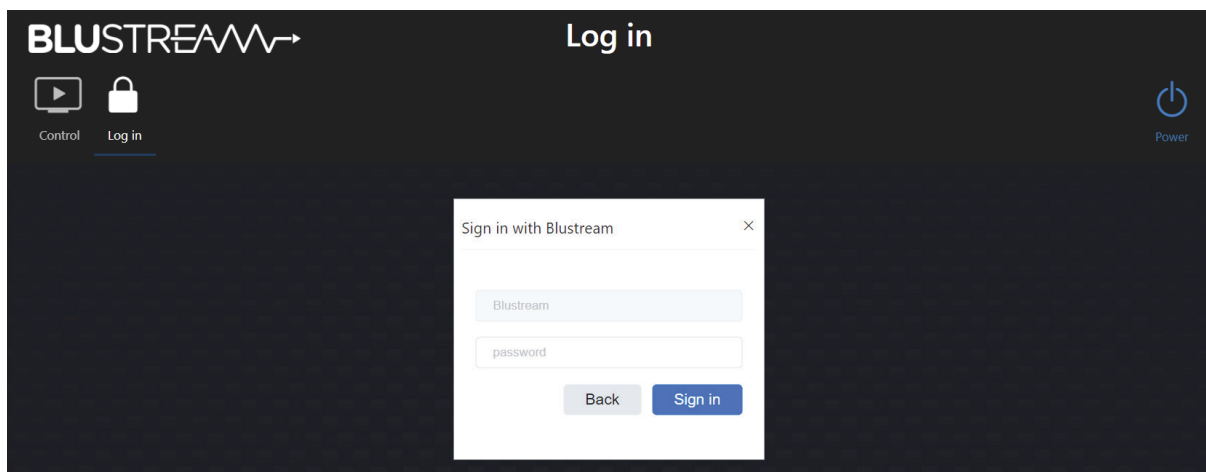 BLUSTREAM
Log in
Control
Log in
Power
Sign in with Blustream
Blustream
password
Back
Sign in